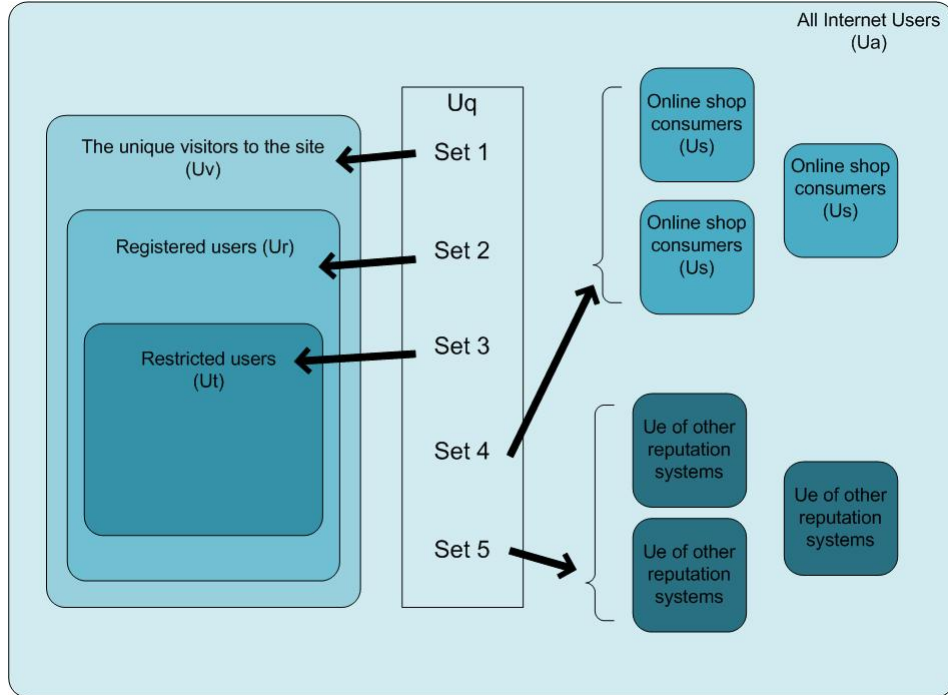 All Internet Users
(Ua)
The unique visitors to the site
(Uv)
Registered users (Ur)
Restricted users
(Ut)
Uq
Set 1
Set 2
Set 3
Set 4
Set 5
Online shop
consumers
(Us)
Online shop
consumers
(Us)
Online shop
consumers
(Us)
Ue of other
reputation
systems
Ue of other
reputation
systems
Ue of other
reputation
systems